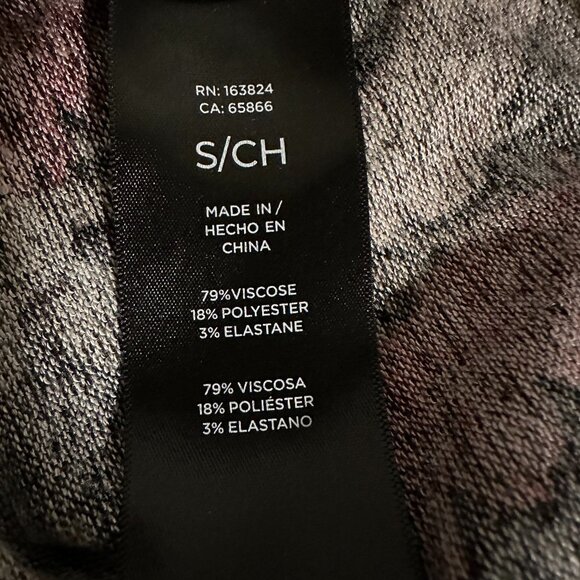 RN: 163824
CA: 65866
S/CH
MADE IN/
HECHO EN
CHINA
79%VISCOSE
18% POLYESTER
3% ELASTANE
79% VISCOSA
18% POLIÉSTER
3% ELASTANO